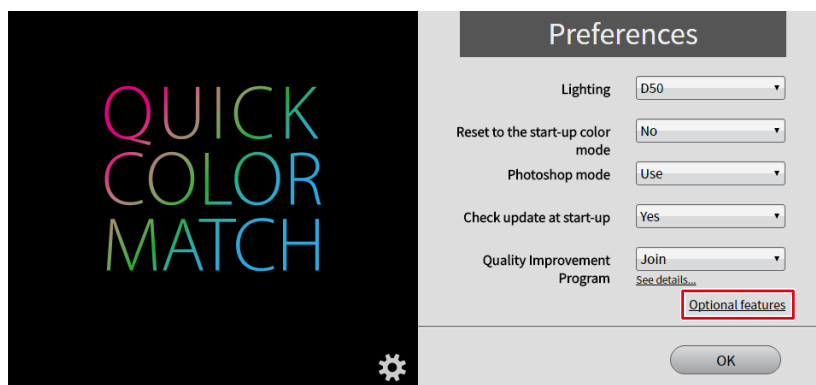 QUICK
COLOR
MATCH
Preferences
Lighting D50
Reset to the start-up color No
mode
Photoshop mode Use
Check update at start-up Yes
Quality Improvement Join
Program See details...
Optional features
OK